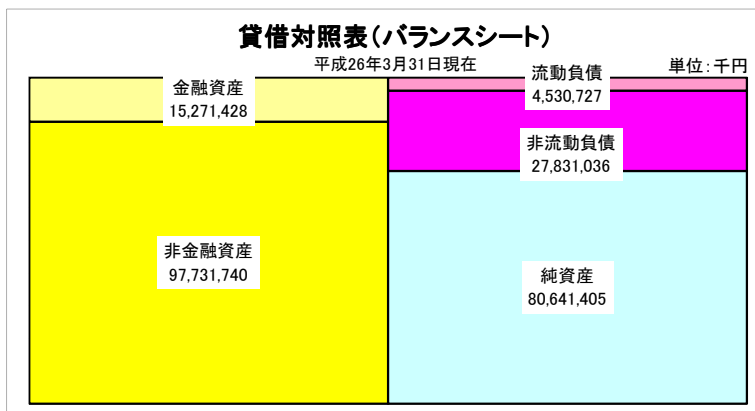 貸借対照表(バランスシート)
平成26年3月31日現在
単位:千円
金融資産
15,271,428
流動負債
4,530,727
非流動負債
27,831,036
非金融資産
97,731,740
純資産
80,641,405